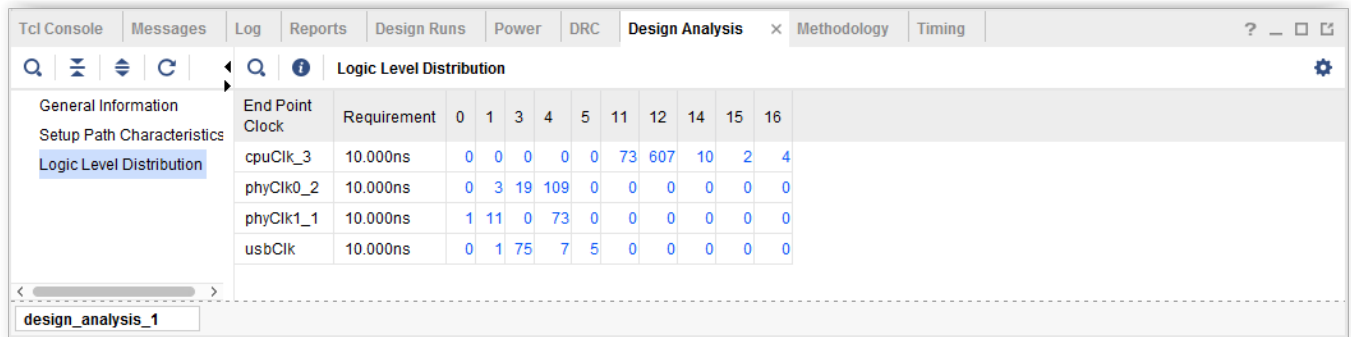 Tcl Console Messages Log Reports Design Runs Power DRC Design Analysis × Methodology Timing ?
Logic Level Distribution
General Information
Setup Path Characteristics
Logic Level Distribution
End Point Clock Requirement 0 1 3 4 5 11 12 14 15 16
cpuClk_3 10.000ns 0 0 0 0 0 73 607 10 2 4
phyClk0_2 10.000ns 0 3 19 109 0 0 0 0 0 0
phyClk1_1 10.000ns 1 11 0 73 0 0 0 0 0 0
usbClk 10.000ns 0 1 75 7 5 0 0 0 0 0
design_analysis_1